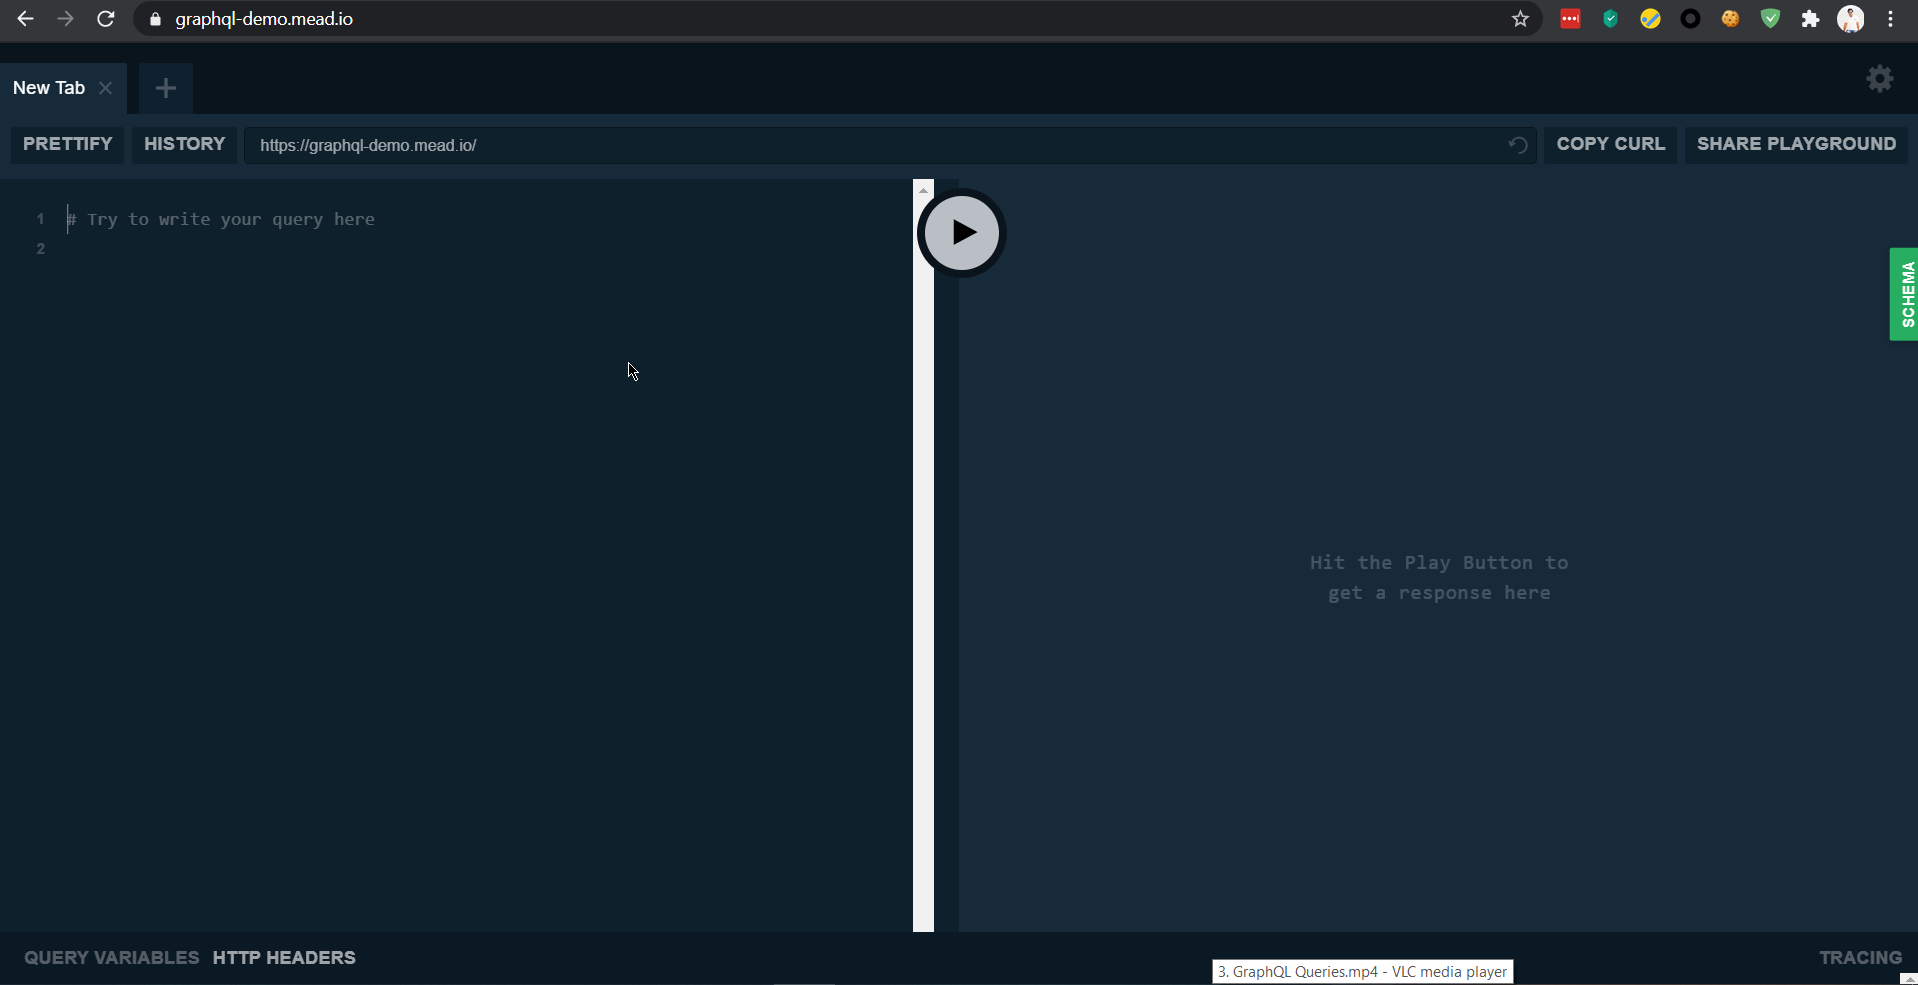 graphql-demo.mead.io
New Tab
PRETTIFY
HISTORY
https://graphql-demo.mead.io/
COPY CURL
SHARE PLAYGROUND
1 # Try to write your query here
2
SCHEMA
Hit the Play Button to
get a response here
QUERY VARIABLES
HTTP HEADERS
TRACING
3. GraphQL Queries.mp4 - VLC media player